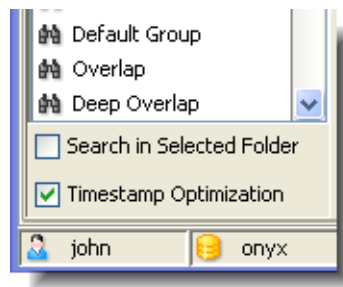 Default Group
Overlap
Deep Overlap
Search in Selected Folder
Timestamp Optimization
john onyx